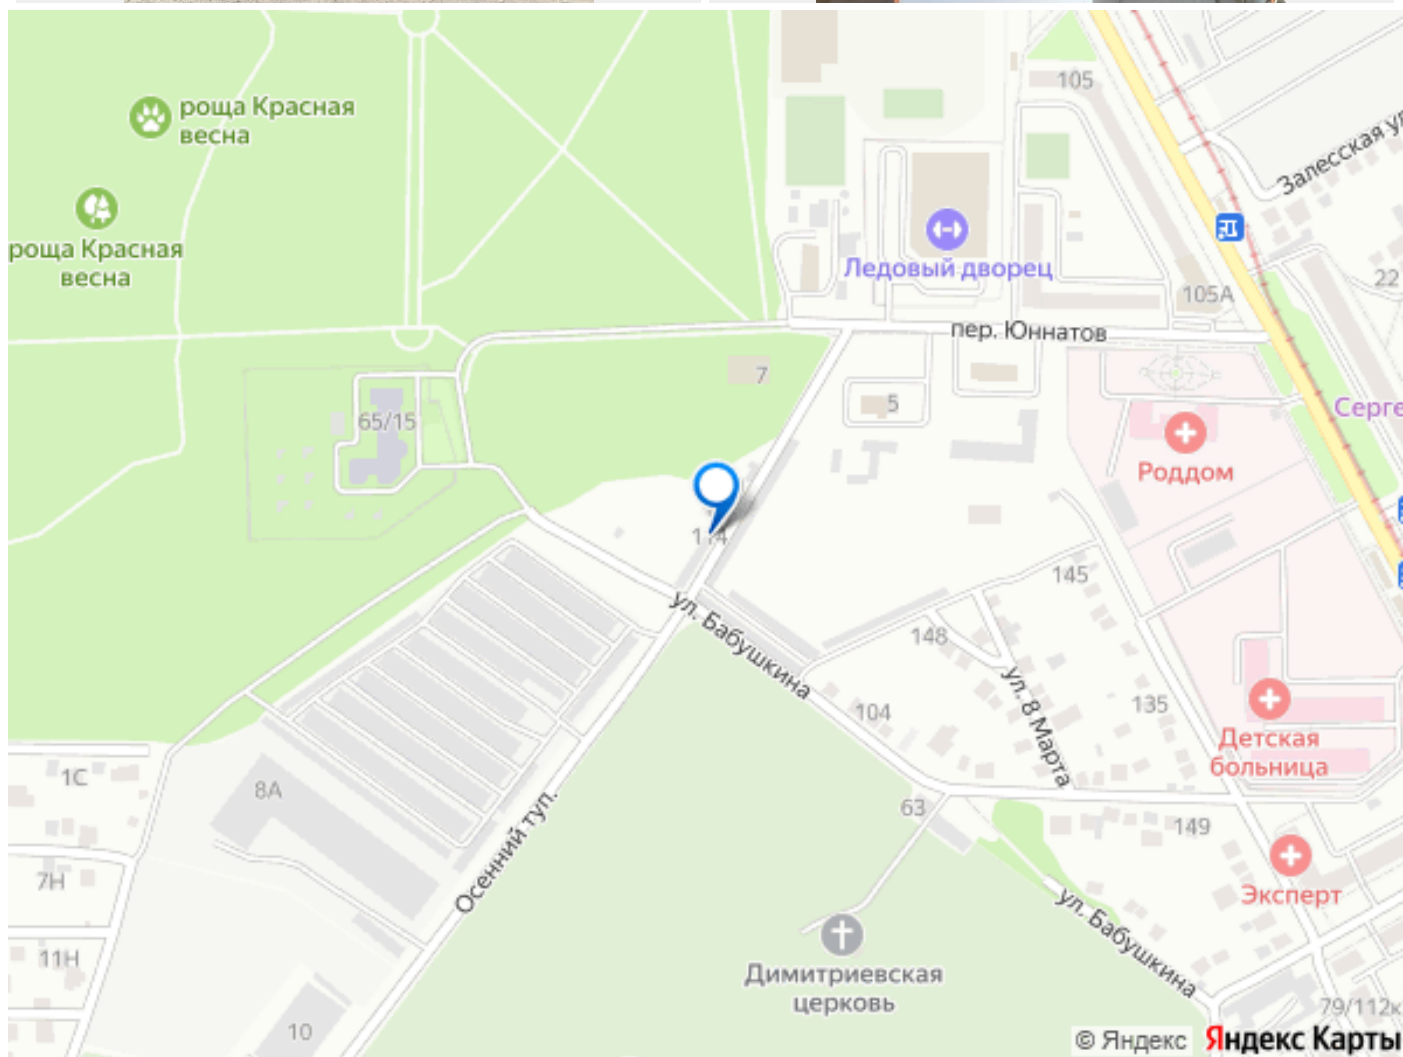 роща Красная
весна
роща Красная
весна
105
Залесская
Ледовый дворец
105А
22
пер. Юннатов
7
5
65/15
Роддом
114
145
ул. Бабушкина
148
ул. 8 Марта
135
104
Детская
больница
1С
8А
63
149
Осенний туп.
7Н
Эксперт
ул. Бабушкина
11Н
Димитриевская
церковь
10
79/112к
© Яндекс
Яндекс Карты